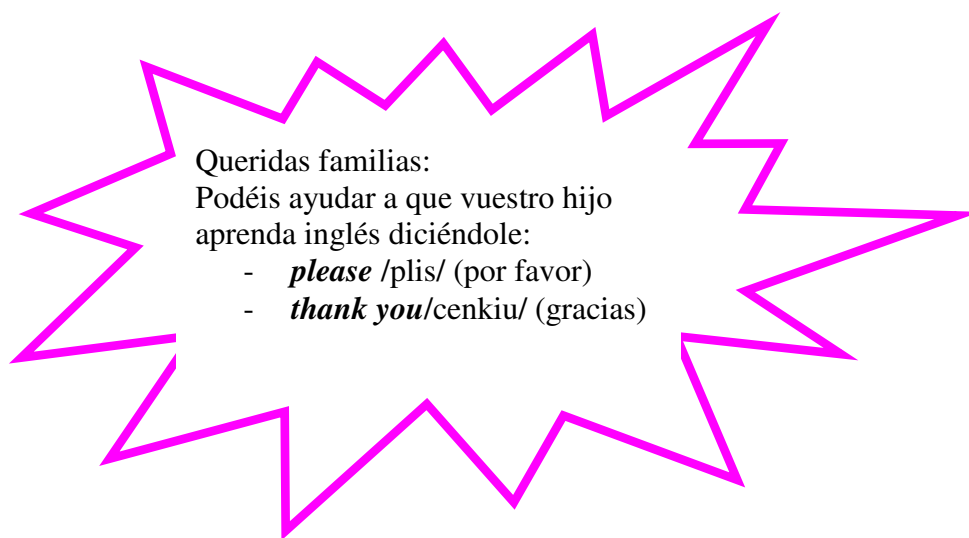 Queridas familias:
Podéis ayudar a que vuestro hijo
aprenda inglés diciéndole:
- please /plis/ (por favor)
- thank you/cenkiu/ (gracias)